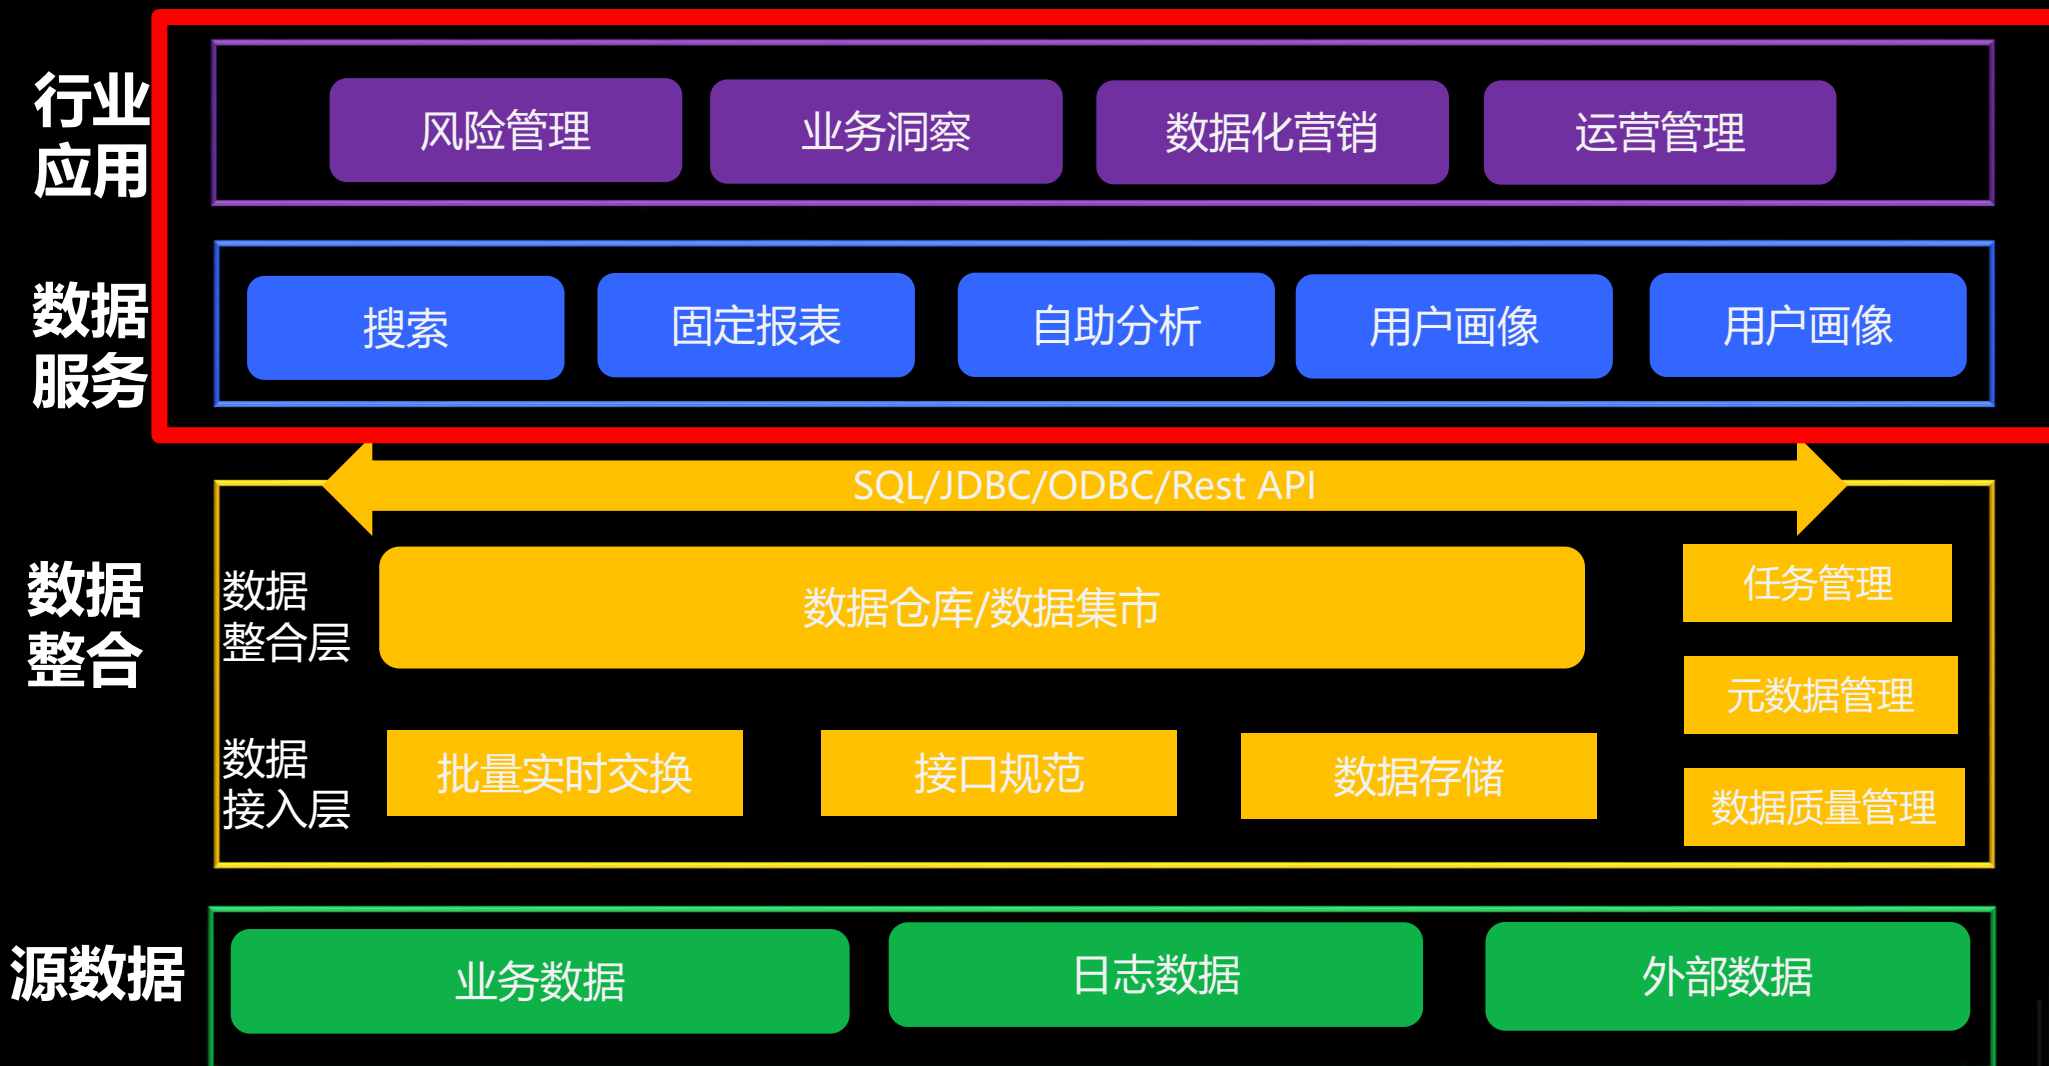 行业
应用
风险管理
业务洞察
数据化营销
运营管理
数据
服务
搜索
固定报表
自助分析
用户画像
用户画像
SQL/JDBC/ODBC/Rest API
数据
整合
数据
整合层
数据仓库/数据集市
任务管理
元数据管理
数据
接入层
批量实时交换
接口规范
数据存储
数据质量管理
源数据
业务数据
日志数据
外部数据